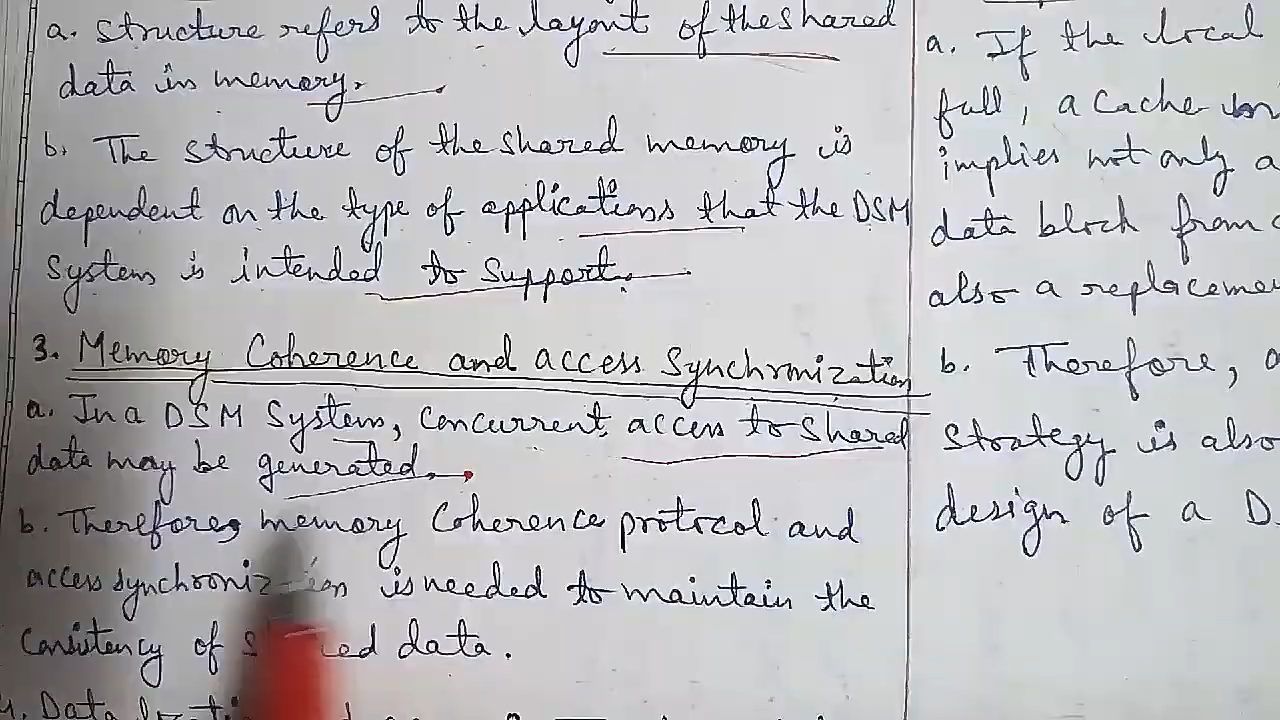 a. Structure refers to the layout of the shared
data in memory.
b. The structure of the shared memory is
dependent on the type of applications that the DSM
System is intended to support.
3. Memory Coherence and access Synchronization
a. In a DSM System, concurrent access to shared
data may be generated.
b. Therefore, memory Coherence protocol and
access synchronization is needed to maintain the
Consistency of shared data.
4. Data
a. If the local
full, a cache
implies not only a
data block from
also a
b. Therefore, a
Strategy is also
design of a D